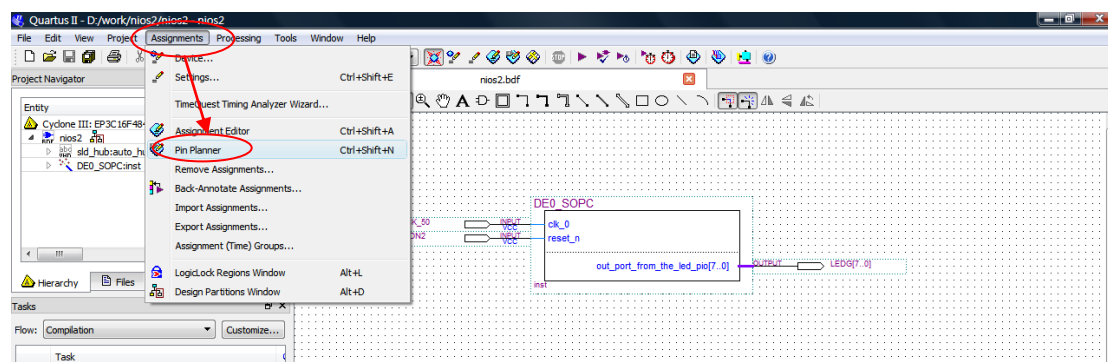 Quartus II - D:/work/nios2/nios2 - nios2
File Edit View Project Assignments Processing Tools Window Help
Project Navigator
Device...
nios2.bdf
Settings... Ctrl+Shift+E
TimeQuest Timing Analyzer Wizard...
Entity
Cyclone III: EP3C16F48
Assignment Editor Ctrl+Shift+A
nios2
Pin Planner Ctrl+Shift+N
sld_hub:auto_hu
DE0_SOPC:inst
Remove Assignments...
Back-Annotate Assignments...
Import Assignments...
Export Assignments...
Assignment (Time) Groups...
LogicLock Regions Window Alt+L
Design Partitions Window Alt+D
Hierarchy Files
Tasks
Flow: Compilation Customize...
Task
DE0_SOPC
K_50 INPUT VCC clk_0
ON2 INPUT VCC reset_n
out_port_from_the_led_pio[7..0] OUTPUT LEDG[7..0]
inst